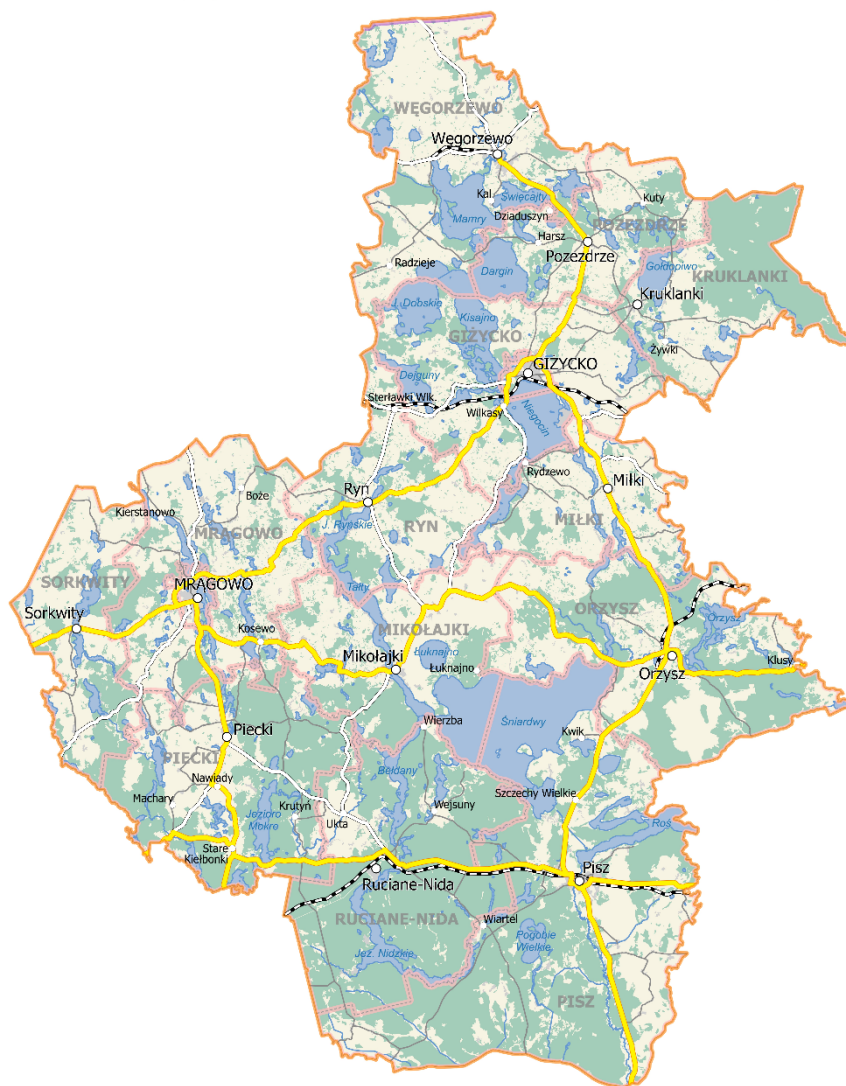 WĘGORZEWO
Węgorzewo
Kal
Święcajty
Kuty
Mamry
Dziaduszyn
POZEZDRZE
Harsz
Pozezdrze
Radzieje
Dargin
Gołdopiwo
KRUKLANKI
J. Dobskie
Kisajno
Kruklanki
GIŻYCKO
Żywki
GIŻYCKO
Dejguny
Sterławki Wlk.
Wilkasy
Niegocin
Rydzewo
Boże
Ryn
Miłki
Kierstanowo
MRĄGOWO
J. Ryńskie
RYN
MIŁKI
SORKWITY
MRĄGOWO
Tałty
ORZYSZ
Sorkwity
Kosewo
MIKOŁAJKI
Orzysz
Łuknajno
Mikołajki
Łuknajno
Orzysz
Klusy
Wierzba
Śniardwy
Piecki
Kwik
PIECKI
Nawiady
Bełdany
Machary
Krutyń
Wejsuny
Szczechy Wielkie
Jezioro
Mokre
Ukta
Roś
Stare
Kiełbonki
Pisz
Ruciane-Nida
RUCIANE-NIDA
Wiartel
Pogobie
Wielkie
Jez. Nidzkie
PISZ